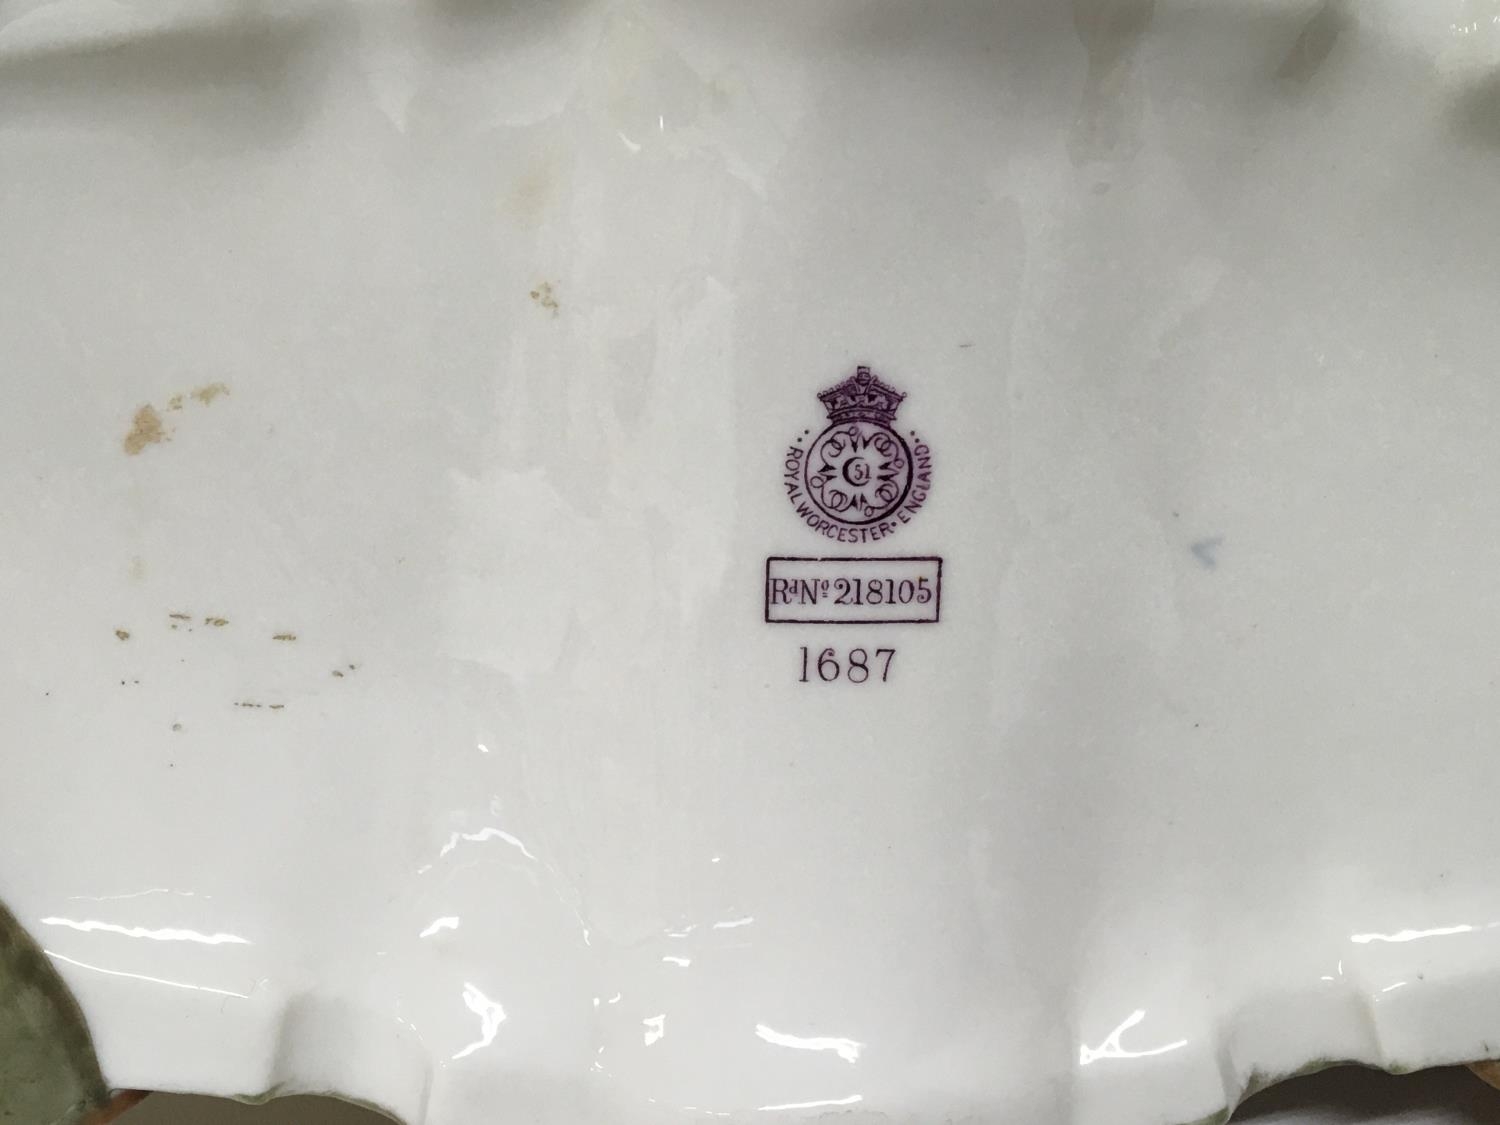 C 51
··ROYAL WORCESTER·ENGLAND··
RdNo 218105
1687